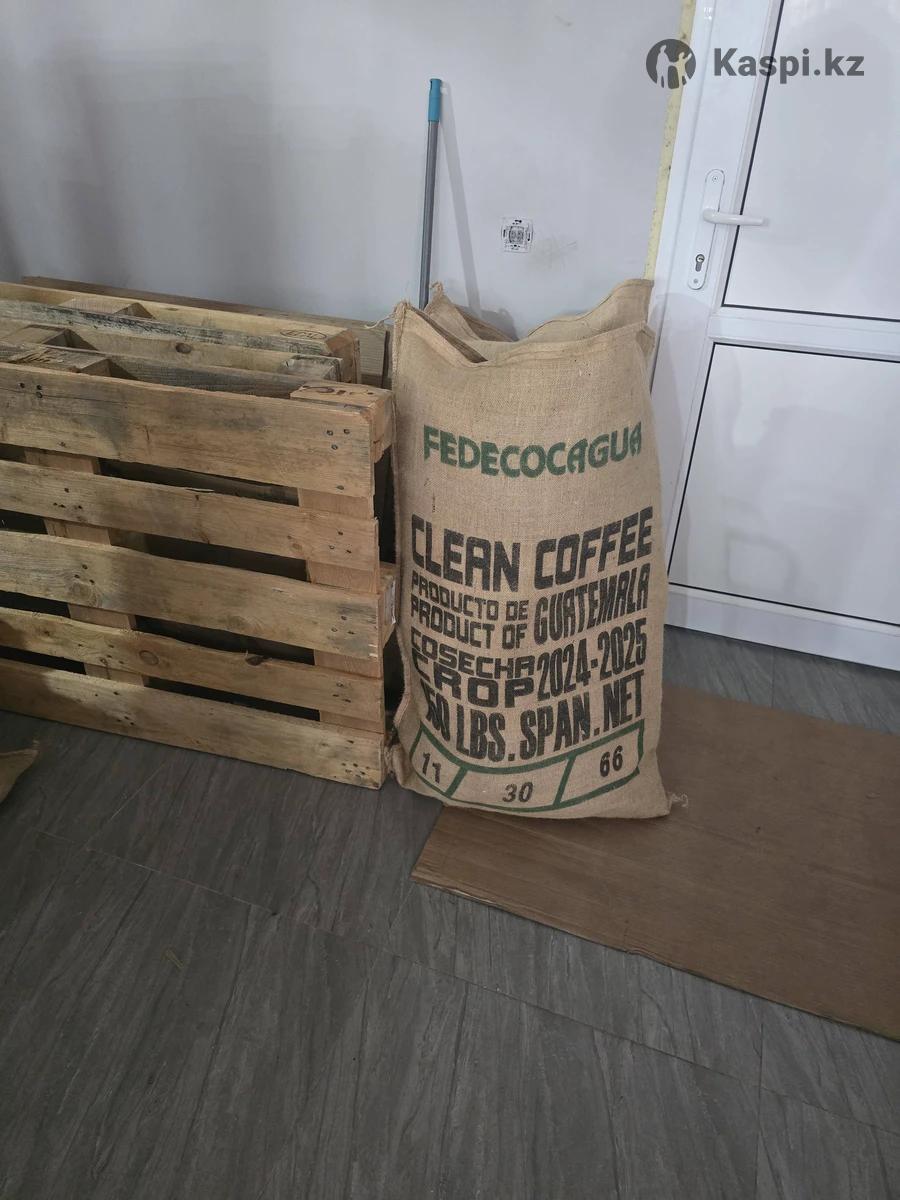 Kaspi.kz
FEDECOCAGUA
CLEAN COFFEE
PRODUCTO DE
PRODUCT OF GUATEMALA
COSECHA
CROP 2024-2025
LBS. SPAN. NET
11 30 66